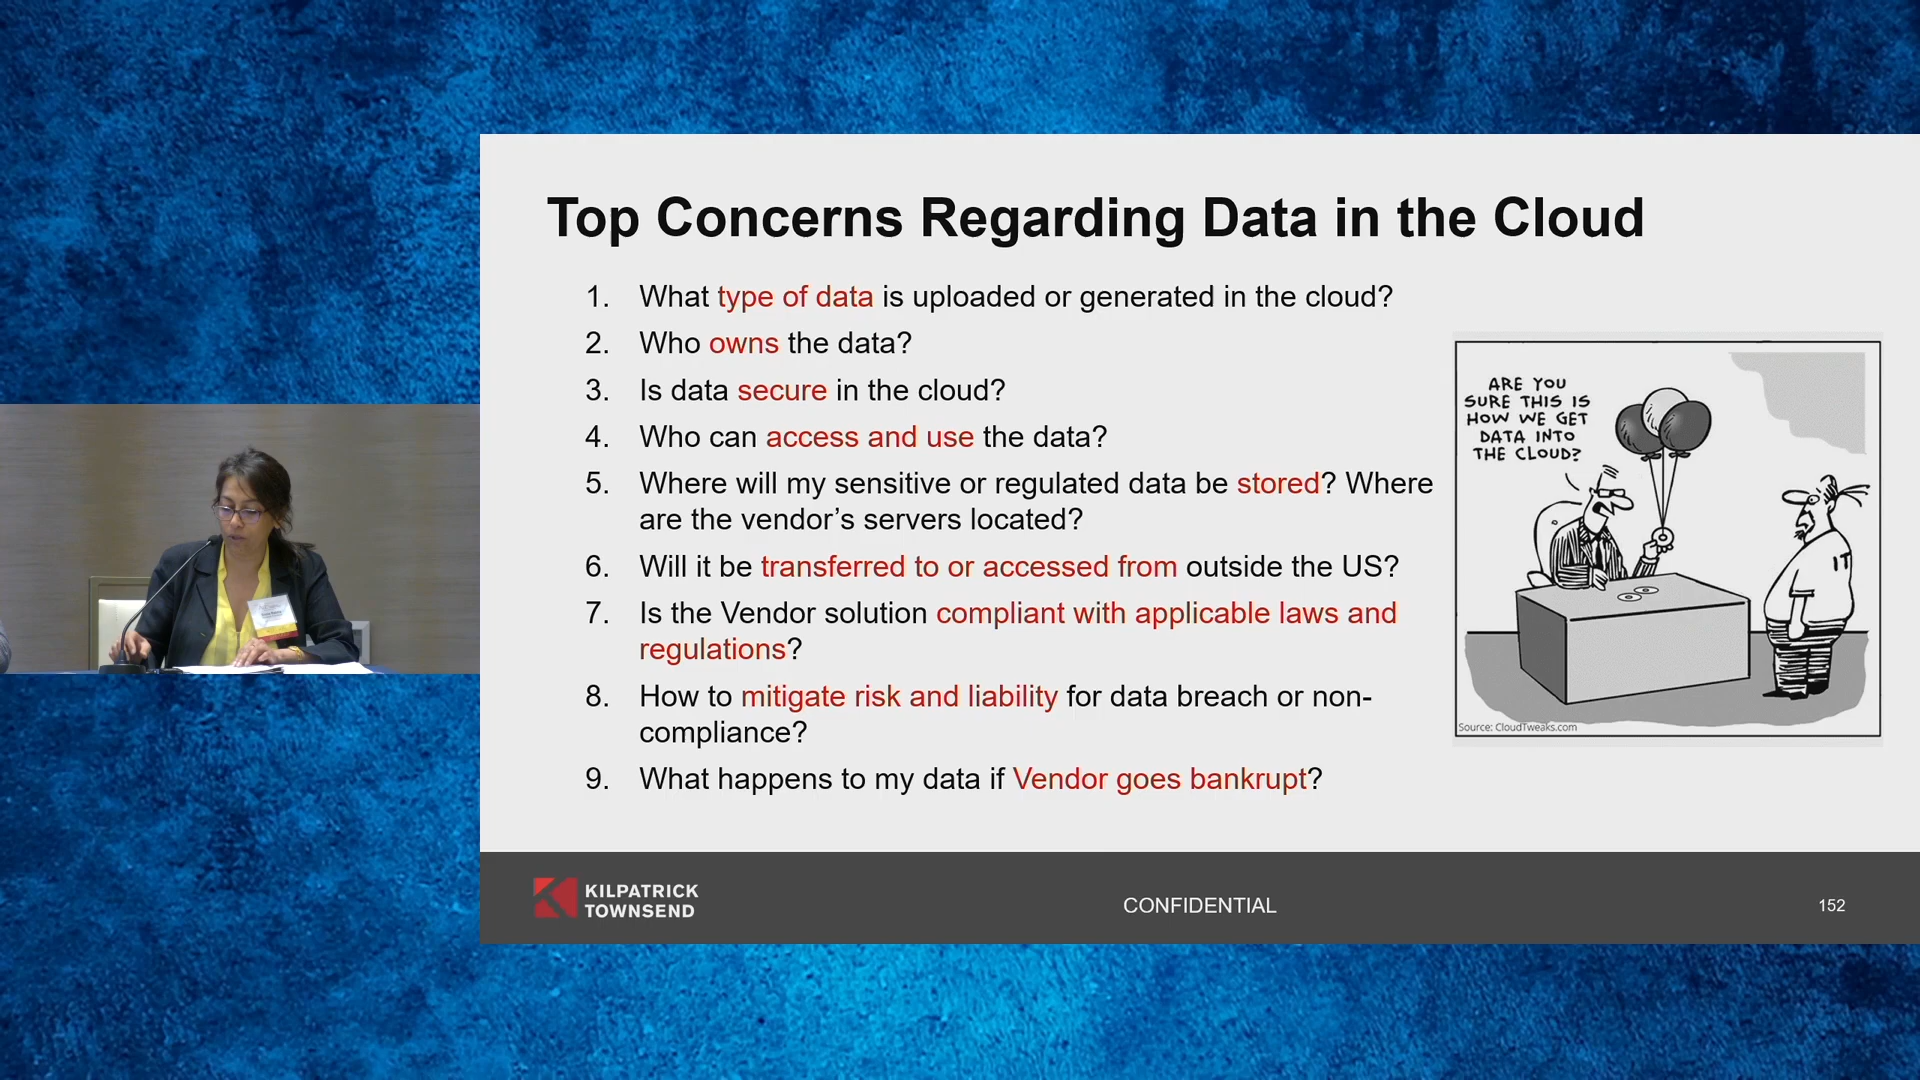 Top Concerns Regarding Data in the Cloud
1. What type of data is uploaded or generated in the cloud?
2. Who owns the data?
3. Is data secure in the cloud?
4. Who can access and use the data?
5. Where will my sensitive or regulated data be stored? Where
are the vendor’s servers located?
6. Will it be transferred to or accessed from outside the US?
7. Is the Vendor solution compliant with applicable laws and
regulations?
8. How to mitigate risk and liability for data breach or non-
compliance?
9. What happens to my data if Vendor goes bankrupt?
ARE YOU
SURE THIS IS
HOW WE GET
DATA INTO
THE CLOUD?
IT
Source: CloudTweaks.com
KILPATRICK
TOWNSEND
CONFIDENTIAL
152